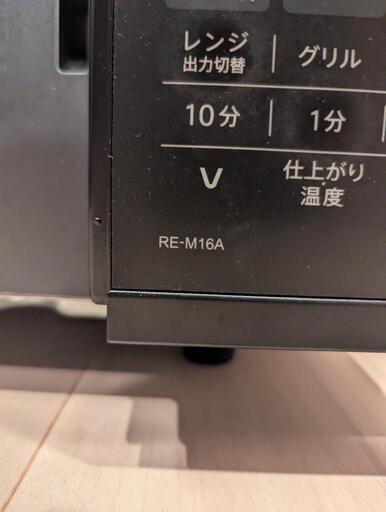 レンジ
出力切替
グリル
10分
1分
∨
仕上がり
温度
RE-M16A